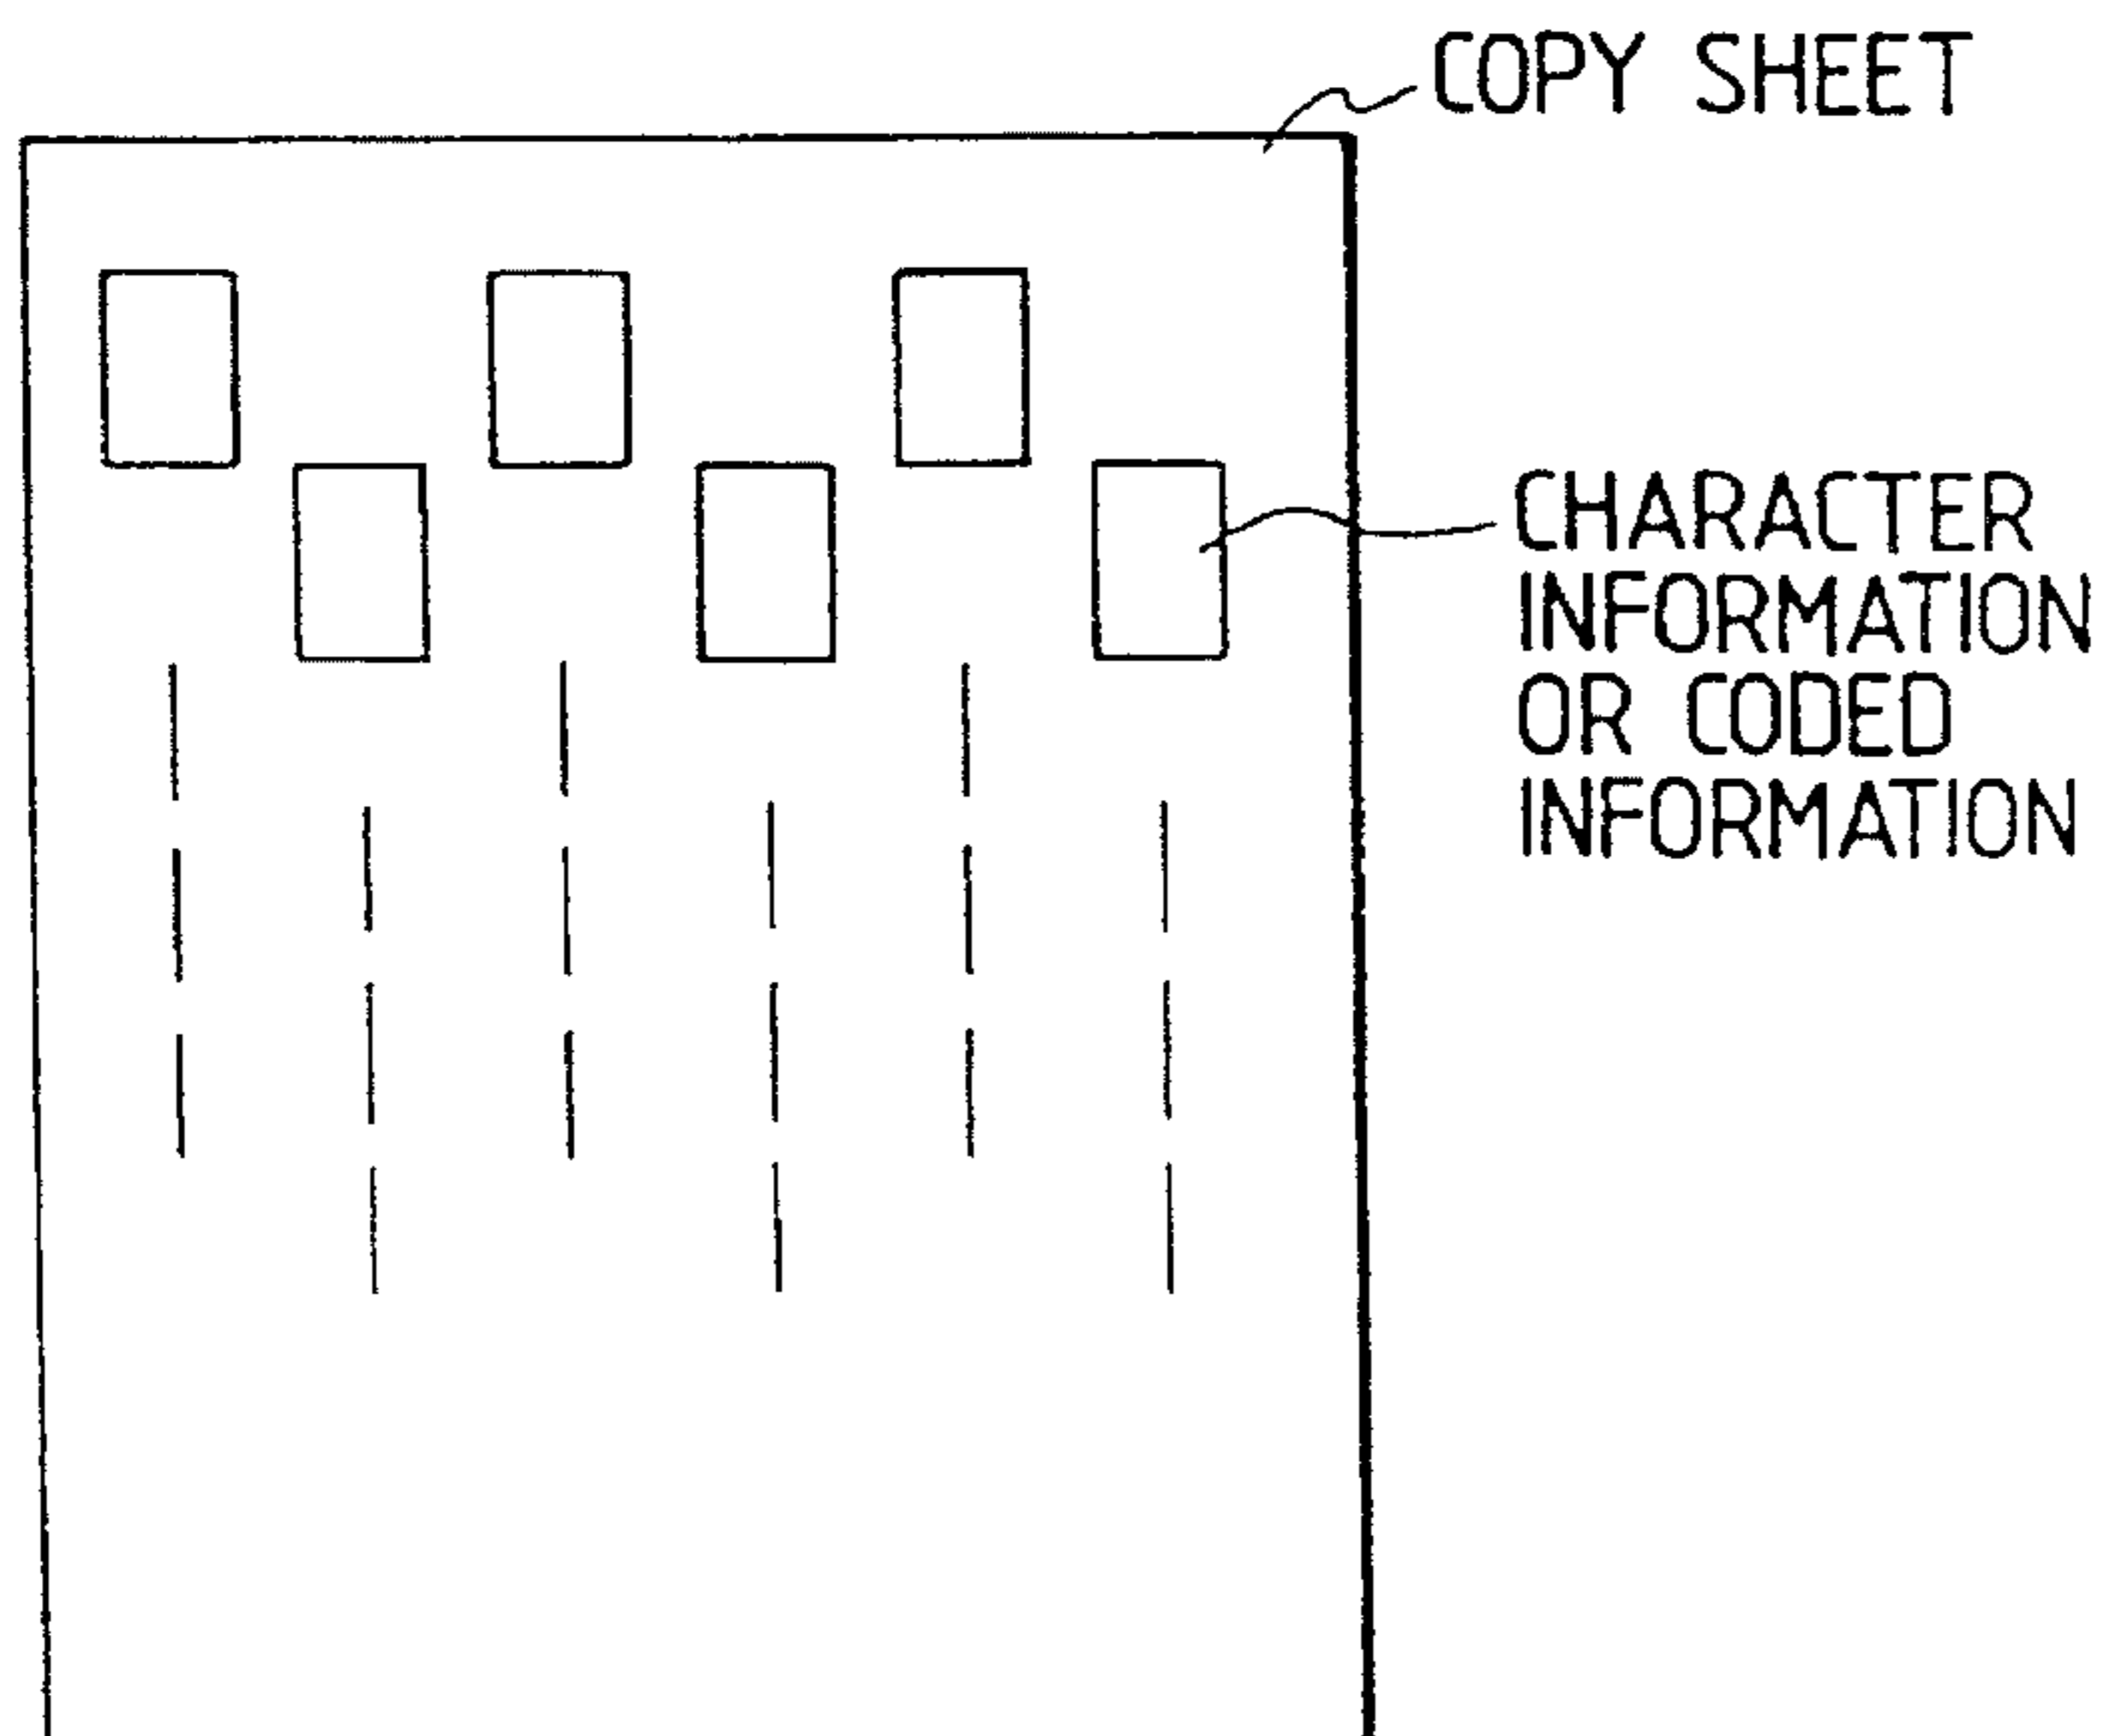 COPY SHEET
CHARACTER
INFORMATION
OR CODED
INFORMATION